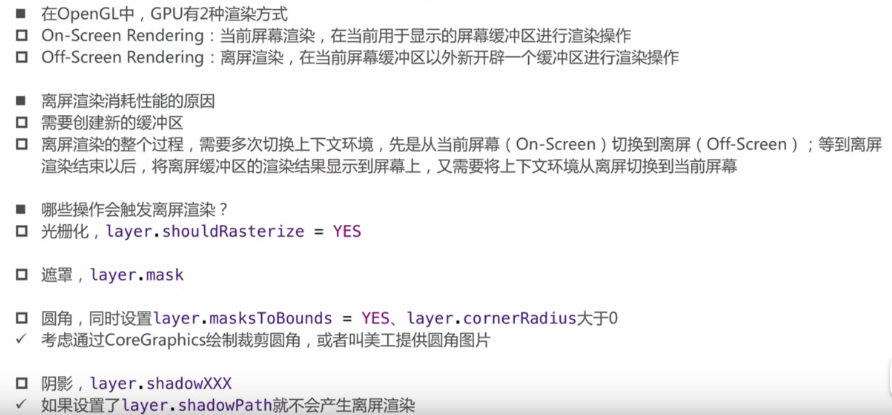 ■ 在OpenGL中，GPU有2种渲染方式
□ On-Screen Rendering：当前屏幕渲染，在当前用于显示的屏幕缓冲区进行渲染操作
□ Off-Screen Rendering：离屏渲染，在当前屏幕缓冲区以外新开辟一个缓冲区进行渲染操作
■ 离屏渲染消耗性能的原因
□ 需要创建新的缓冲区
□ 离屏渲染的整个过程，需要多次切换上下文环境，先是从当前屏幕（On-Screen）切换到离屏（Off-Screen）；等到离屏
渲染结束以后，将离屏缓冲区的渲染结果显示到屏幕上，又需要将上下文环境从离屏切换到当前屏幕
■ 哪些操作会触发离屏渲染？
□ 光栅化，layer.shouldRasterize = YES
□ 遮罩，layer.mask
□ 圆角，同时设置layer.masksToBounds = YES、layer.cornerRadius大于0
✓ 考虑通过CoreGraphics绘制裁剪圆角，或者叫美工提供圆角图片
□ 阴影，layer.shadowXXX
✓ 如果设置了layer.shadowPath就不会产生离屏渲染